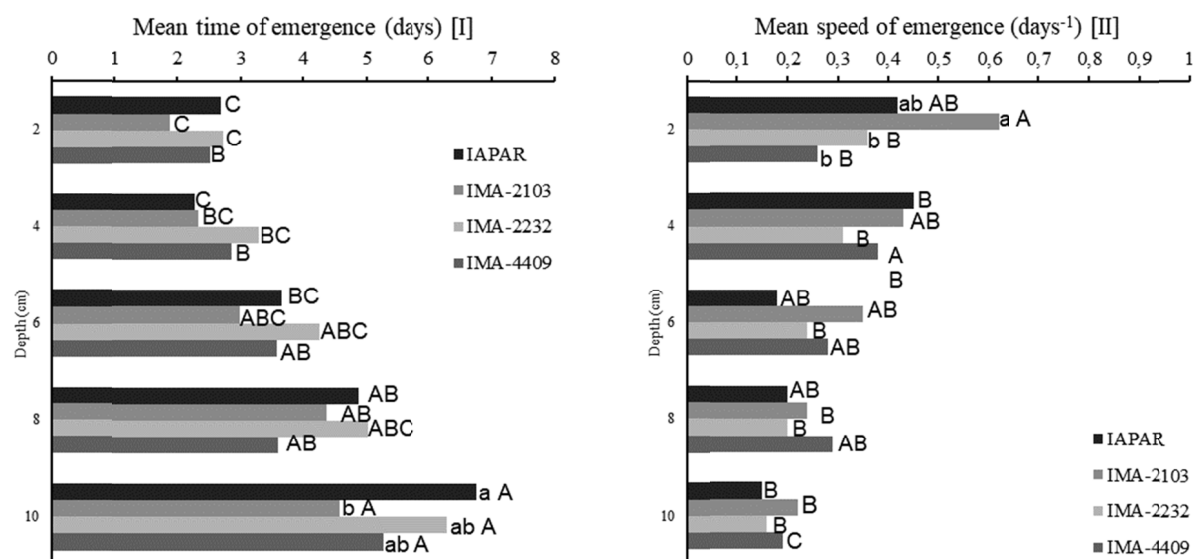 Mean time of emergence (days) [I]
0 1 2 3 4 5 6 7 8
2
C
C
C
B
4
C
BC
BC
B
6
BC
ABC
ABC
AB
8
AB
AB
ABC
AB
10
a A
b A
ab A
ab A
Depth (cm)
IAPAR
IMA-2103
IMA-2232
IMA-4409
Mean speed of emergence (days-1) [II]
0 0,1 0,2 0,3 0,4 0,5 0,6 0,7 0,8 0,9 1
2
ab AB
a A
b B
b B
4
B
AB
B
A
B
6
AB
AB
B
AB
8
AB
B
B
AB
10
B
B
B
C
Depth (cm)
IAPAR
IMA-2103
IMA-2232
IMA-4409